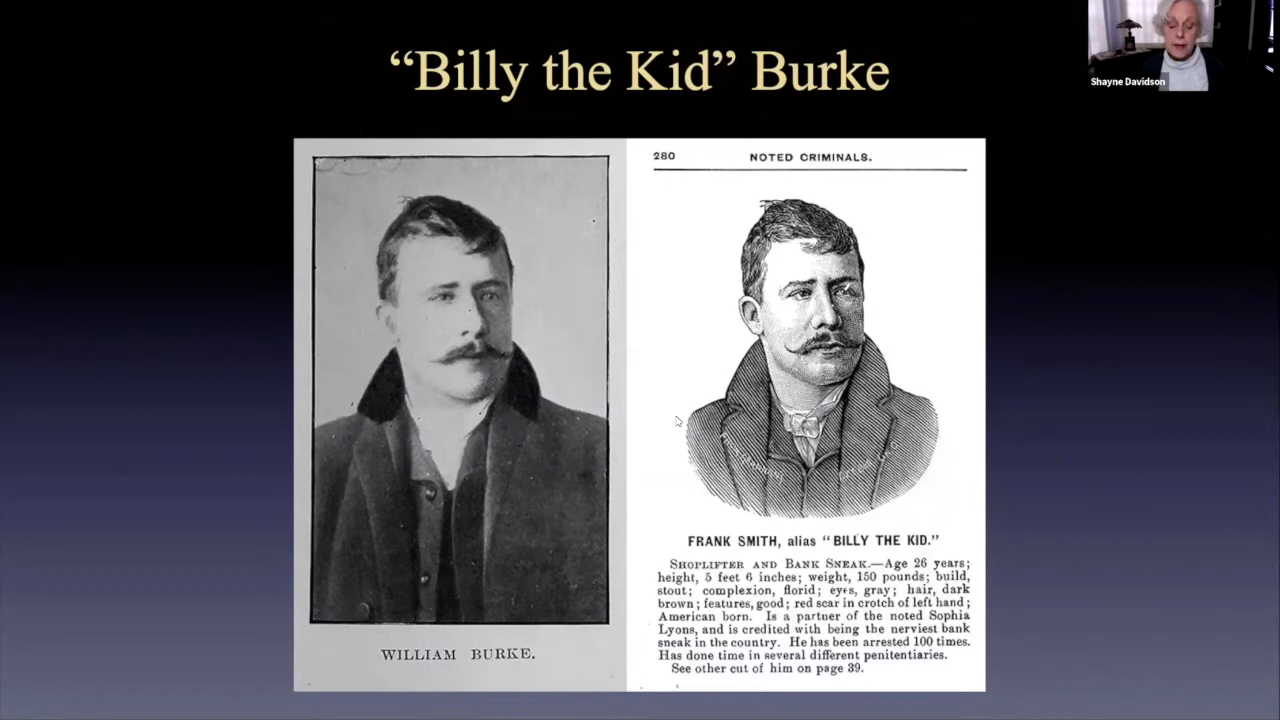 “Billy the Kid” Burke
Shayne Davidson
WILLIAM BURKE.
280 NOTED CRIMINALS.
FRANK SMITH, alias “BILLY THE KID.”
SHOPLIFTER AND BANK SNEAK.—Age 26 years;
height, 5 feet 6 inches; weight, 150 pounds; build,
stout; complexion, florid; eyes, gray; hair, dark
brown; features, good; red scar in crotch of left hand;
American born. Is a partner of the noted Sophia
Lyons, and is credited with being the nerviest bank
sneak in the country. He has been arrested 100 times.
Has done time in several different penitentiaries.
See other cut of him on page 39.